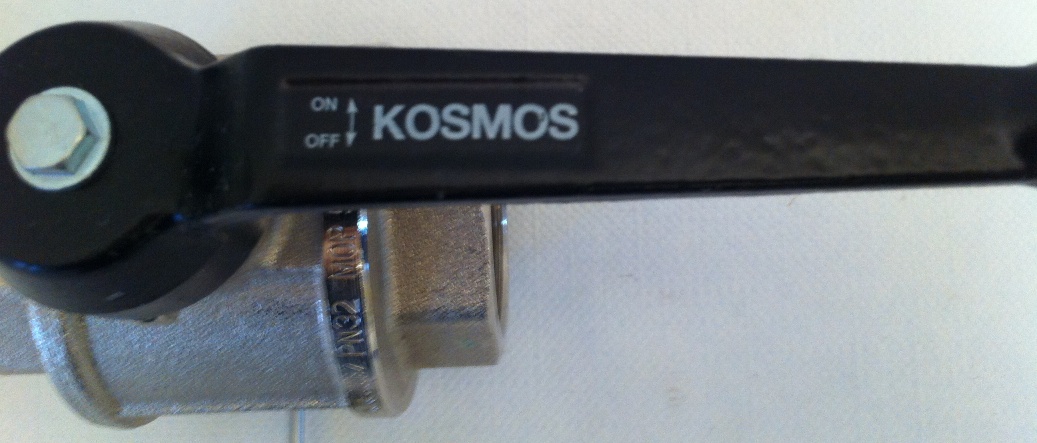 ON
OFF
KOSMOS
PN32